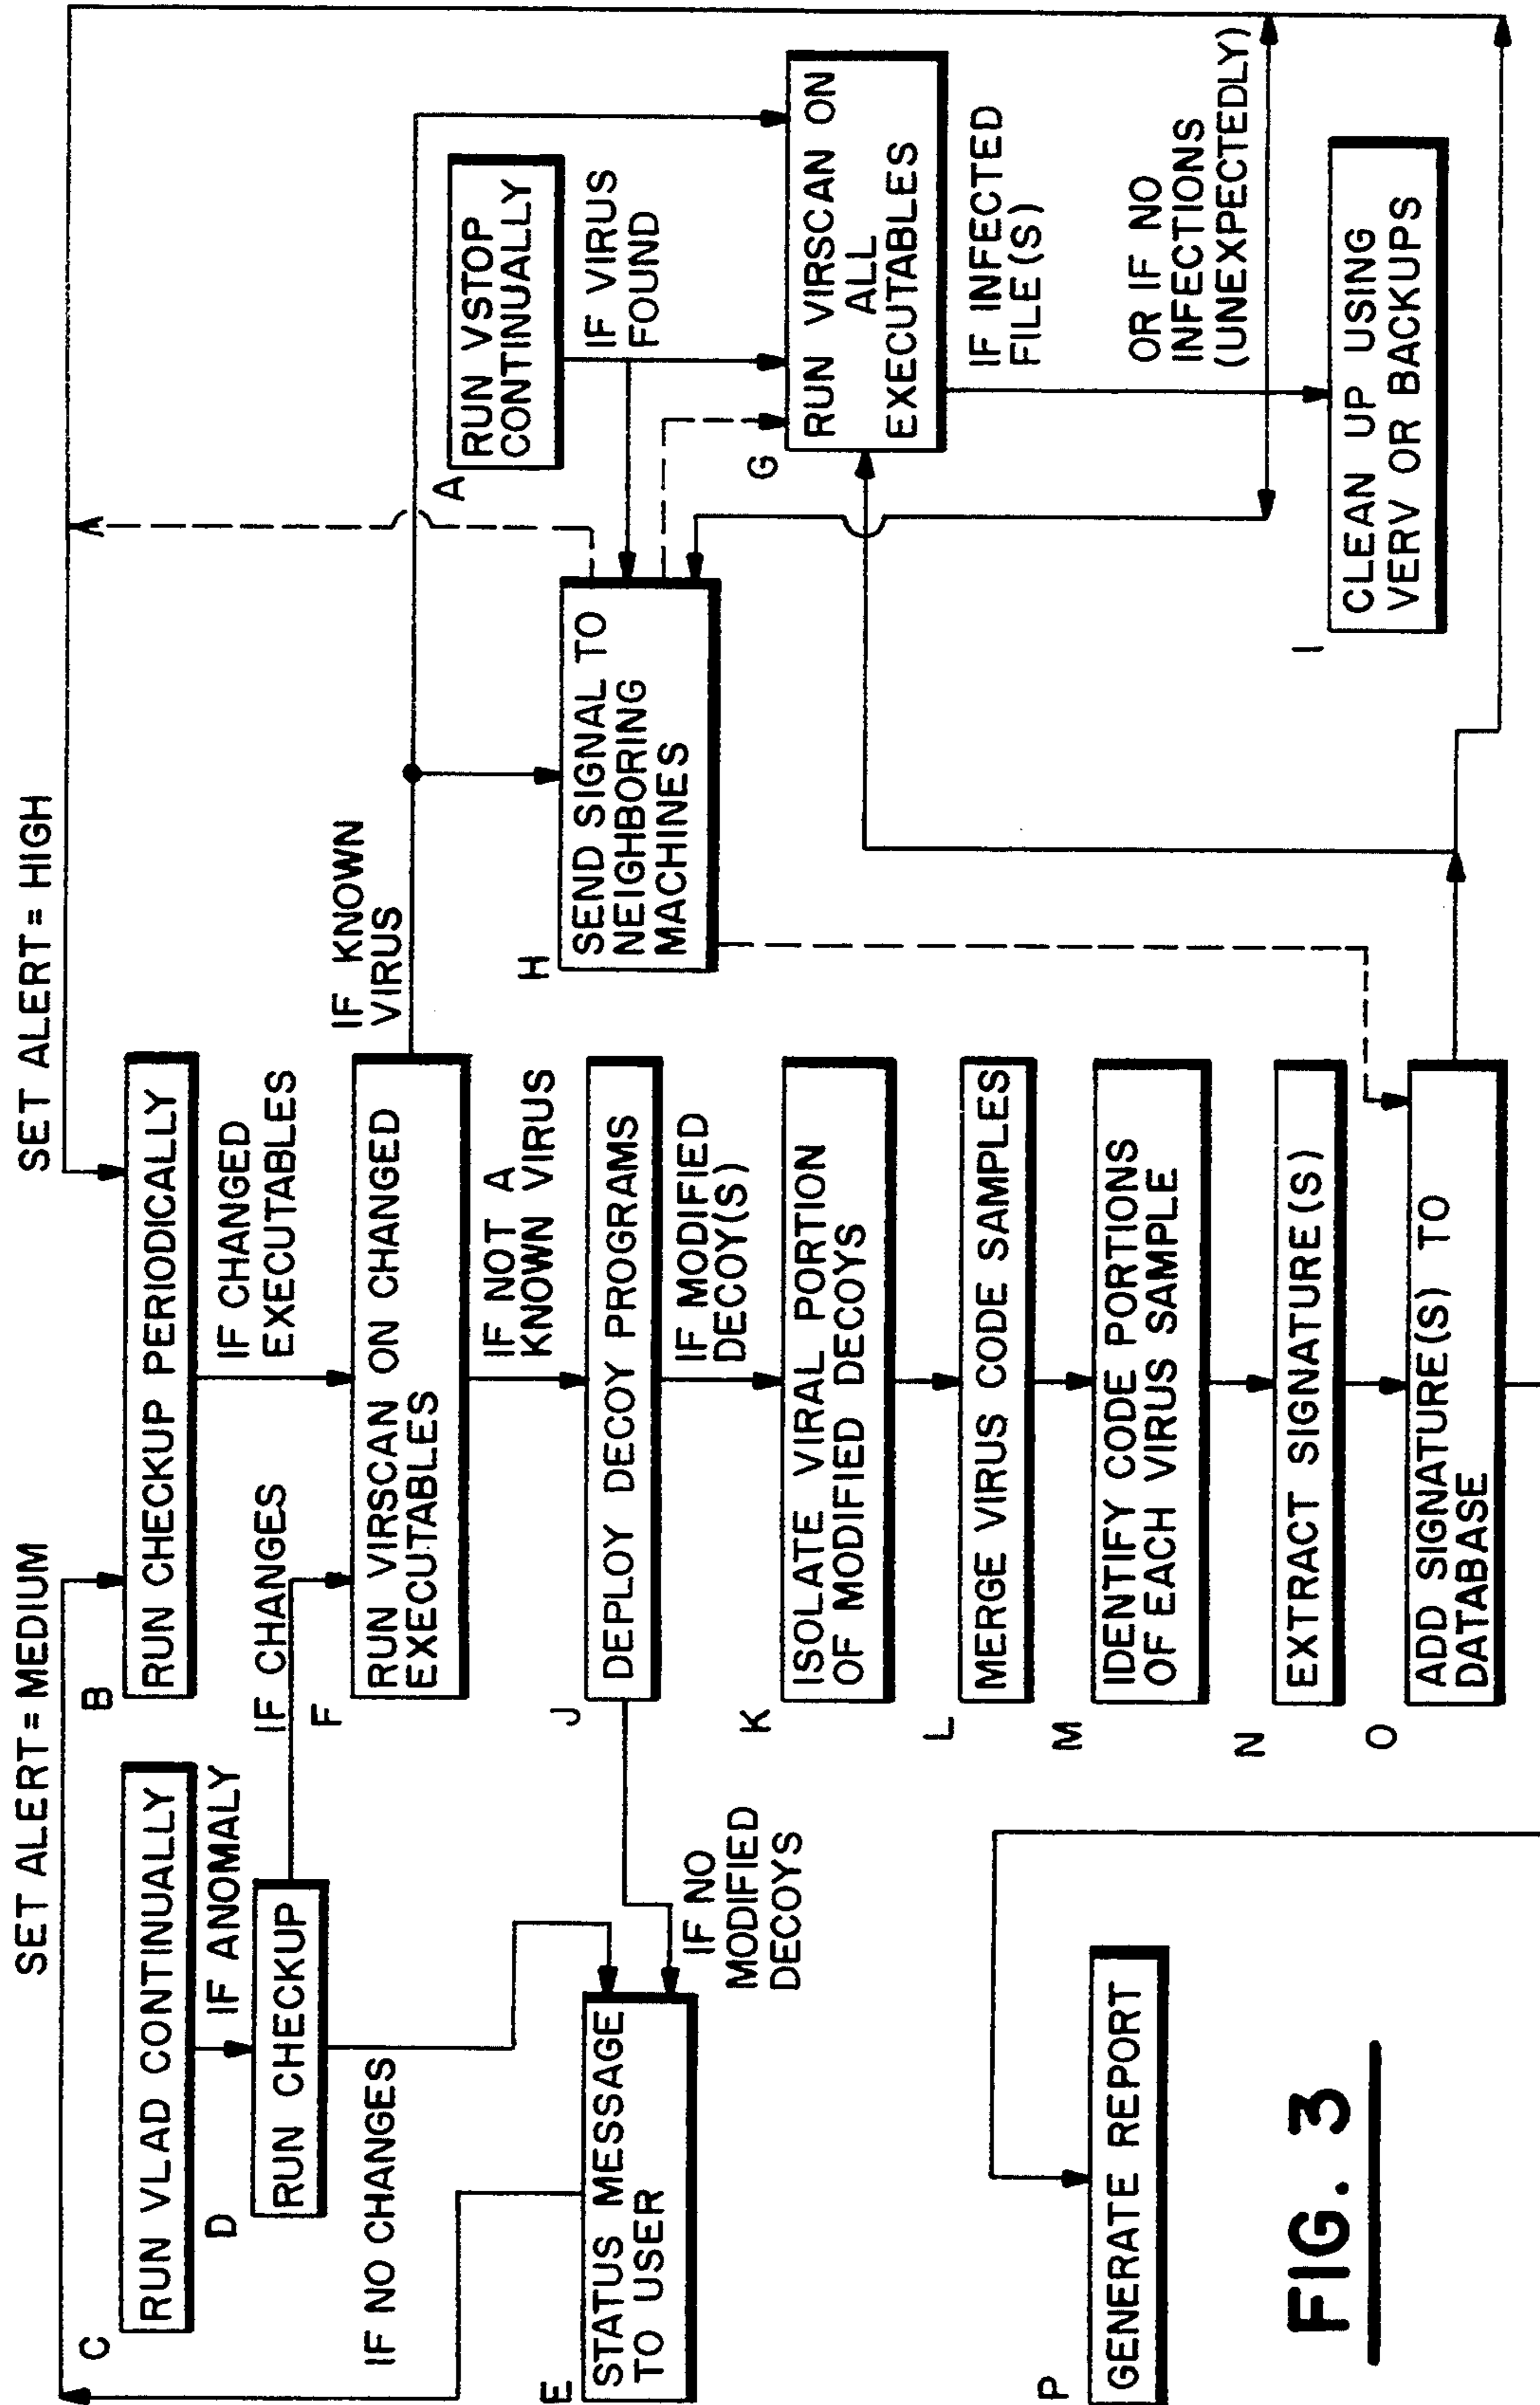 SET ALERT = MEDIUM
SET ALERT = HIGH
C
RUN VLAD CONTINUALLY
IF ANOMALY
D
RUN CHECKUP
IF NO CHANGES
IF CHANGES
E
STATUS MESSAGE
TO USER
B
RUN CHECKUP PERIODICALLY
IF CHANGED
EXECUTABLES
F
RUN VIRSCAN ON CHANGED
EXECUTABLES
IF KNOWN
VIRUS
IF NOT A
KNOWN VIRUS
J
DEPLOY DECOY PROGRAMS
IF NO
MODIFIED
DECOYS
IF MODIFIED
DECOY(S)
K
ISOLATE VIRAL PORTION
OF MODIFIED DECOYS
L
MERGE VIRUS CODE SAMPLES
M
IDENTIFY CODE PORTIONS
OF EACH VIRUS SAMPLE
N
EXTRACT SIGNATURE(S)
O
ADD SIGNATURE(S) TO
DATABASE
A
RUN VSTOP
CONTINUALLY
IF VIRUS
FOUND
H
SEND SIGNAL TO
NEIGHBORING
MACHINES
G
RUN VIRSCAN ON
ALL
EXECUTABLES
IF INFECTED
FILE(S)
OR IF NO
INFECTIONS
(UNEXPECTEDLY)
I
CLEAN UP USING
VERV OR BACKUPS
P
GENERATE REPORT
FIG. 3